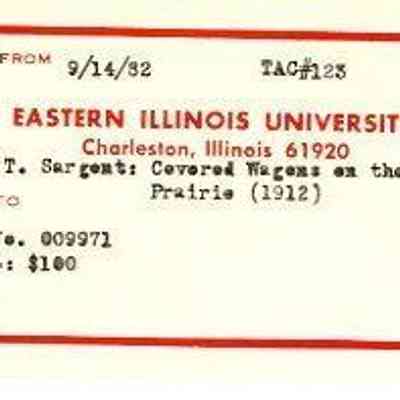 FROM 9/14/82 TAC#123
EASTERN ILLINOIS UNIVERSIT
Charleston, Illinois 61920
T. Sargent: Covered Wagons on the
Prairie (1912)
TO
No. 009971
: $100